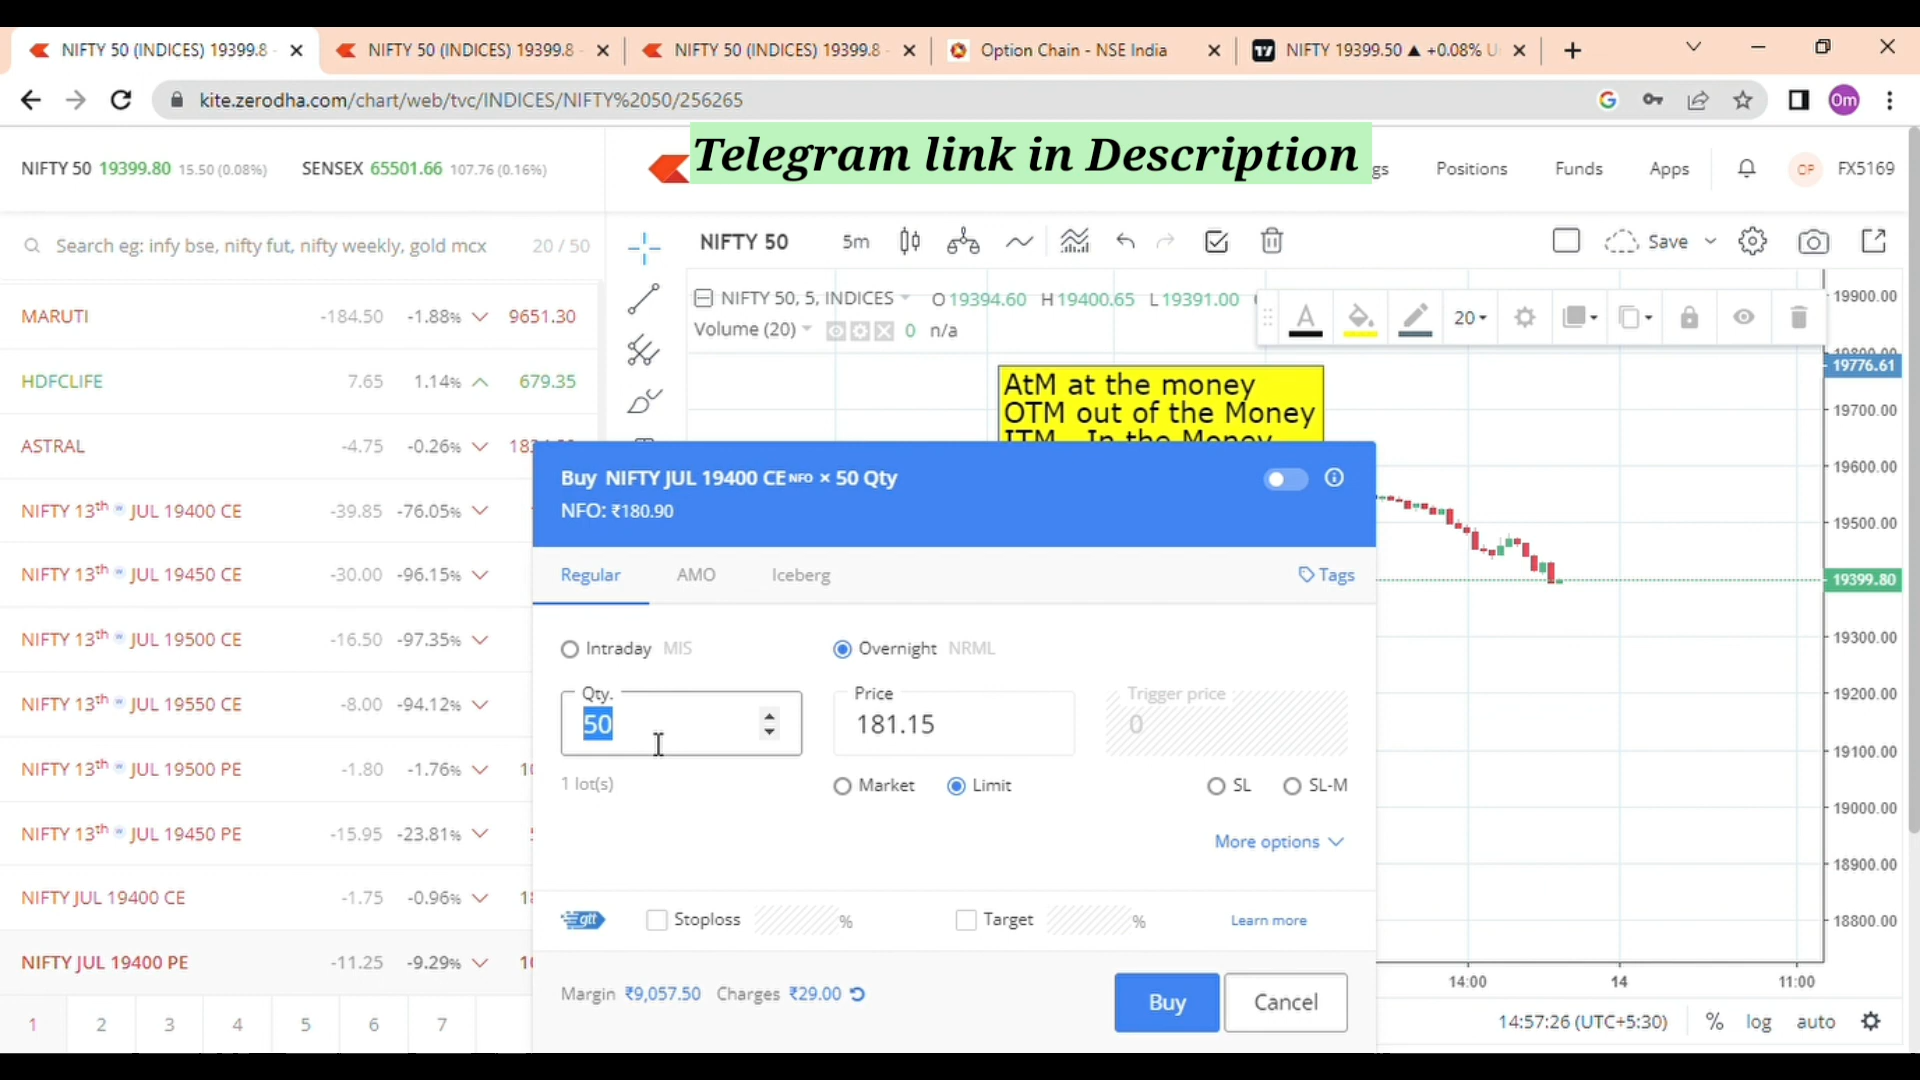 NIFTY 50 (INDICES) 19399.8
NIFTY 50 (INDICES) 19399.8
NIFTY 50 (INDICES) 19399.8
Option Chain - NSE India
NIFTY 19399.50 ▲ +0.08% U
kite.zerodha.com/chart/web/tvc/INDICES/NIFTY%2050/256265
Om
NIFTY 50 19399.80 15.50 (0.08%)
SENSEX 65501.66 107.76 (0.16%)
Telegram link in Description
gs
Positions
Funds
Apps
OP
FX5169
Search eg: infy bse, nifty fut, nifty weekly, gold mcx 20 / 50
NIFTY 50
5m
Save
MARUTI -184.50 -1.88% 9651.30
HDFCLIFE 7.65 1.14% 679.35
ASTRAL -4.75 -0.26%
NIFTY 13th w JUL 19400 CE -39.85 -76.05%
NIFTY 13th w JUL 19450 CE -30.00 -96.15%
NIFTY 13th w JUL 19500 CE -16.50 -97.35%
NIFTY 13th w JUL 19550 CE -8.00 -94.12%
NIFTY 13th w JUL 19500 PE -1.80 -1.76%
NIFTY 13th w JUL 19450 PE -15.95 -23.81%
NIFTY JUL 19400 CE -1.75 -0.96%
NIFTY JUL 19400 PE -11.25 -9.29%
1 2 3 4 5 6 7
NIFTY 50, 5, INDICES O19394.60 H19400.65 L19391.00
Volume (20) 0 n/a
A
20
AtM at the money
OTM out of the Money
ITM In the Money
Buy NIFTY JUL 19400 CE NFO × 50 Qty
NFO: ₹180.90
Regular
AMO
Iceberg
Tags
Intraday MIS
Overnight NRML
Qty.
50
Price
181.15
Trigger price
0
1 lot(s)
Market
Limit
SL
SL-M
More options
gtt
Stoploss %
Target %
Learn more
Margin ₹9,057.50 Charges ₹29.00
Buy
Cancel
19900.00
19776.61
19700.00
19600.00
19500.00
19399.80
19300.00
19200.00
19100.00
19000.00
18900.00
18800.00
14:00
14
11:00
14:57:26 (UTC+5:30)
%
log
auto